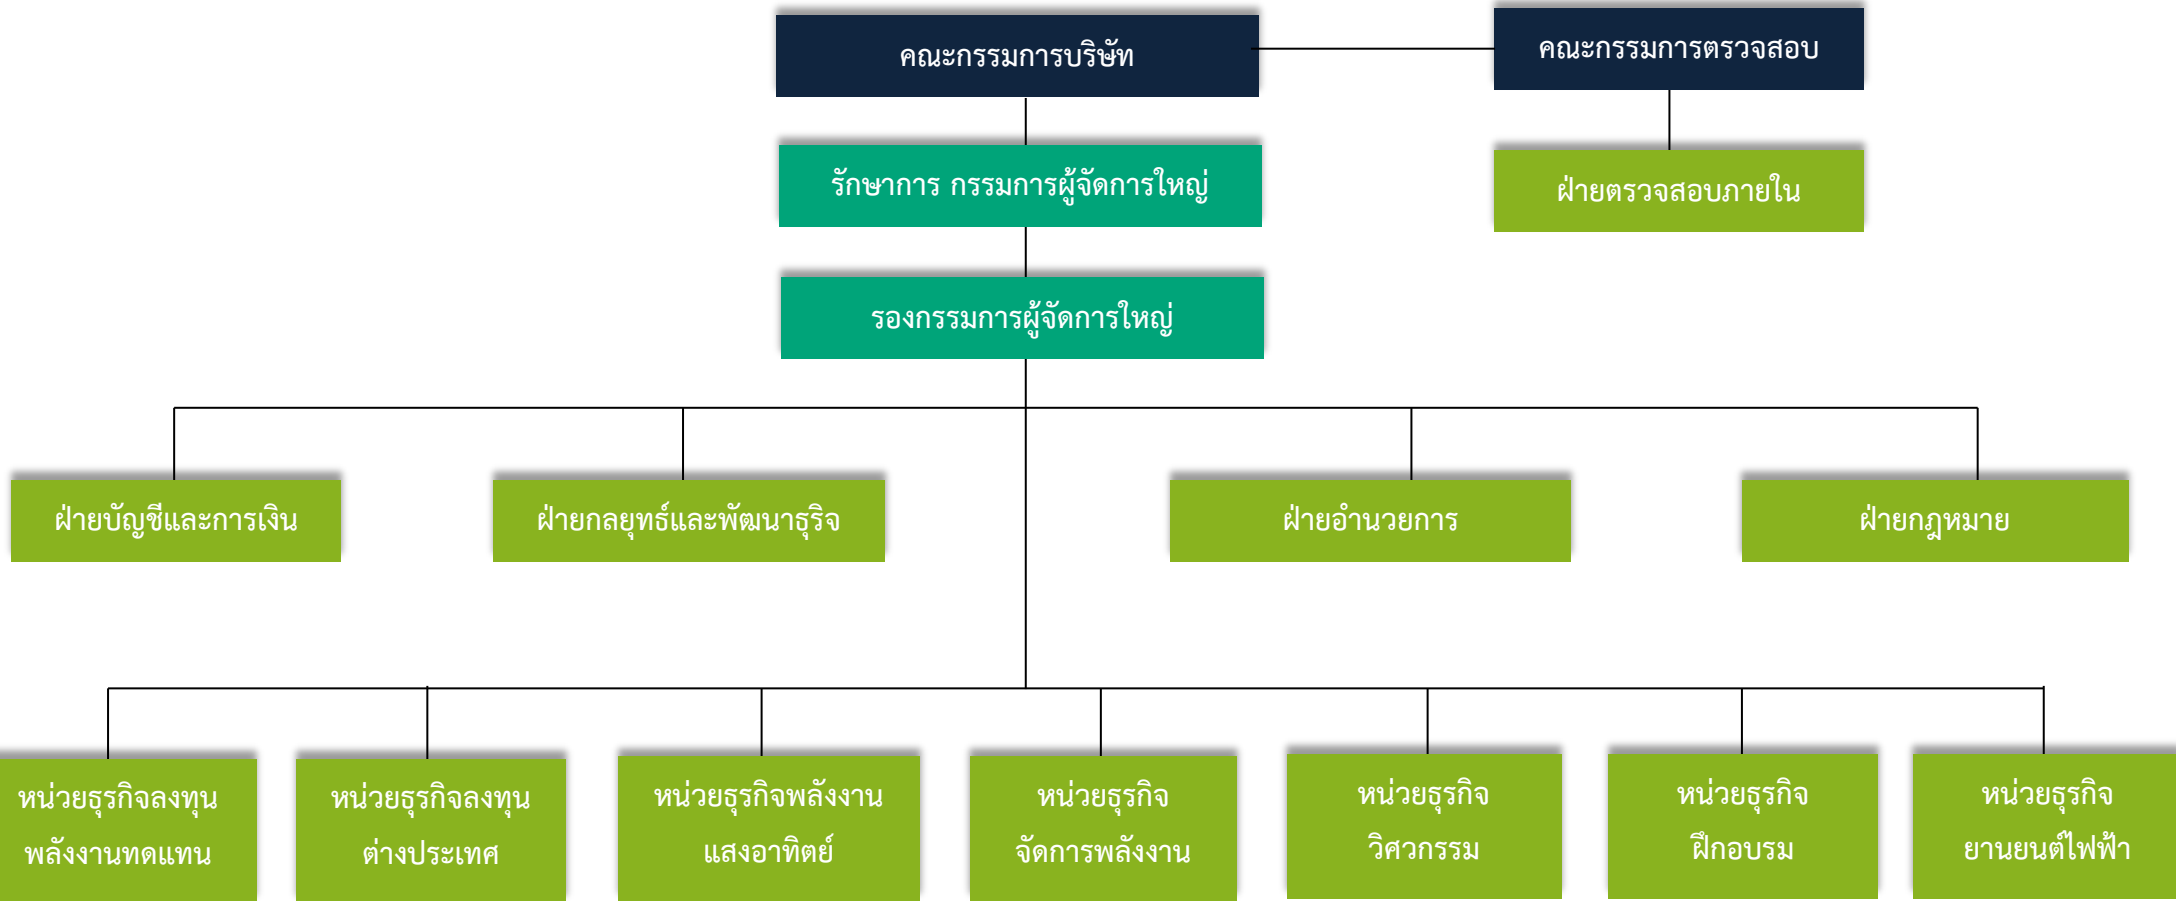 คณะกรรมการบริษัท
คณะกรรมการตรวจสอบ
รักษาการ กรรมการผู้จัดการใหญ่
ฝ่ายตรวจสอบภายใน
รองกรรมการผู้จัดการใหญ่
ฝ่ายบัญชีและการเงิน
ฝ่ายกลยุทธ์และพัฒนาธุริจ
ฝ่ายอำนวยการ
ฝ่ายกฎหมาย
หน่วยธุรกิจลงทุน
พลังงานทดแทน
หน่วยธุรกิจลงทุน
ต่างประเทศ
หน่วยธุรกิจพลังงาน
แสงอาทิตย์
หน่วยธุรกิจ
จัดการพลังงาน
หน่วยธุรกิจ
วิศวกรรม
หน่วยธุรกิจ
ฝึกอบรม
หน่วยธุรกิจ
ยานยนต์ไฟฟ้า